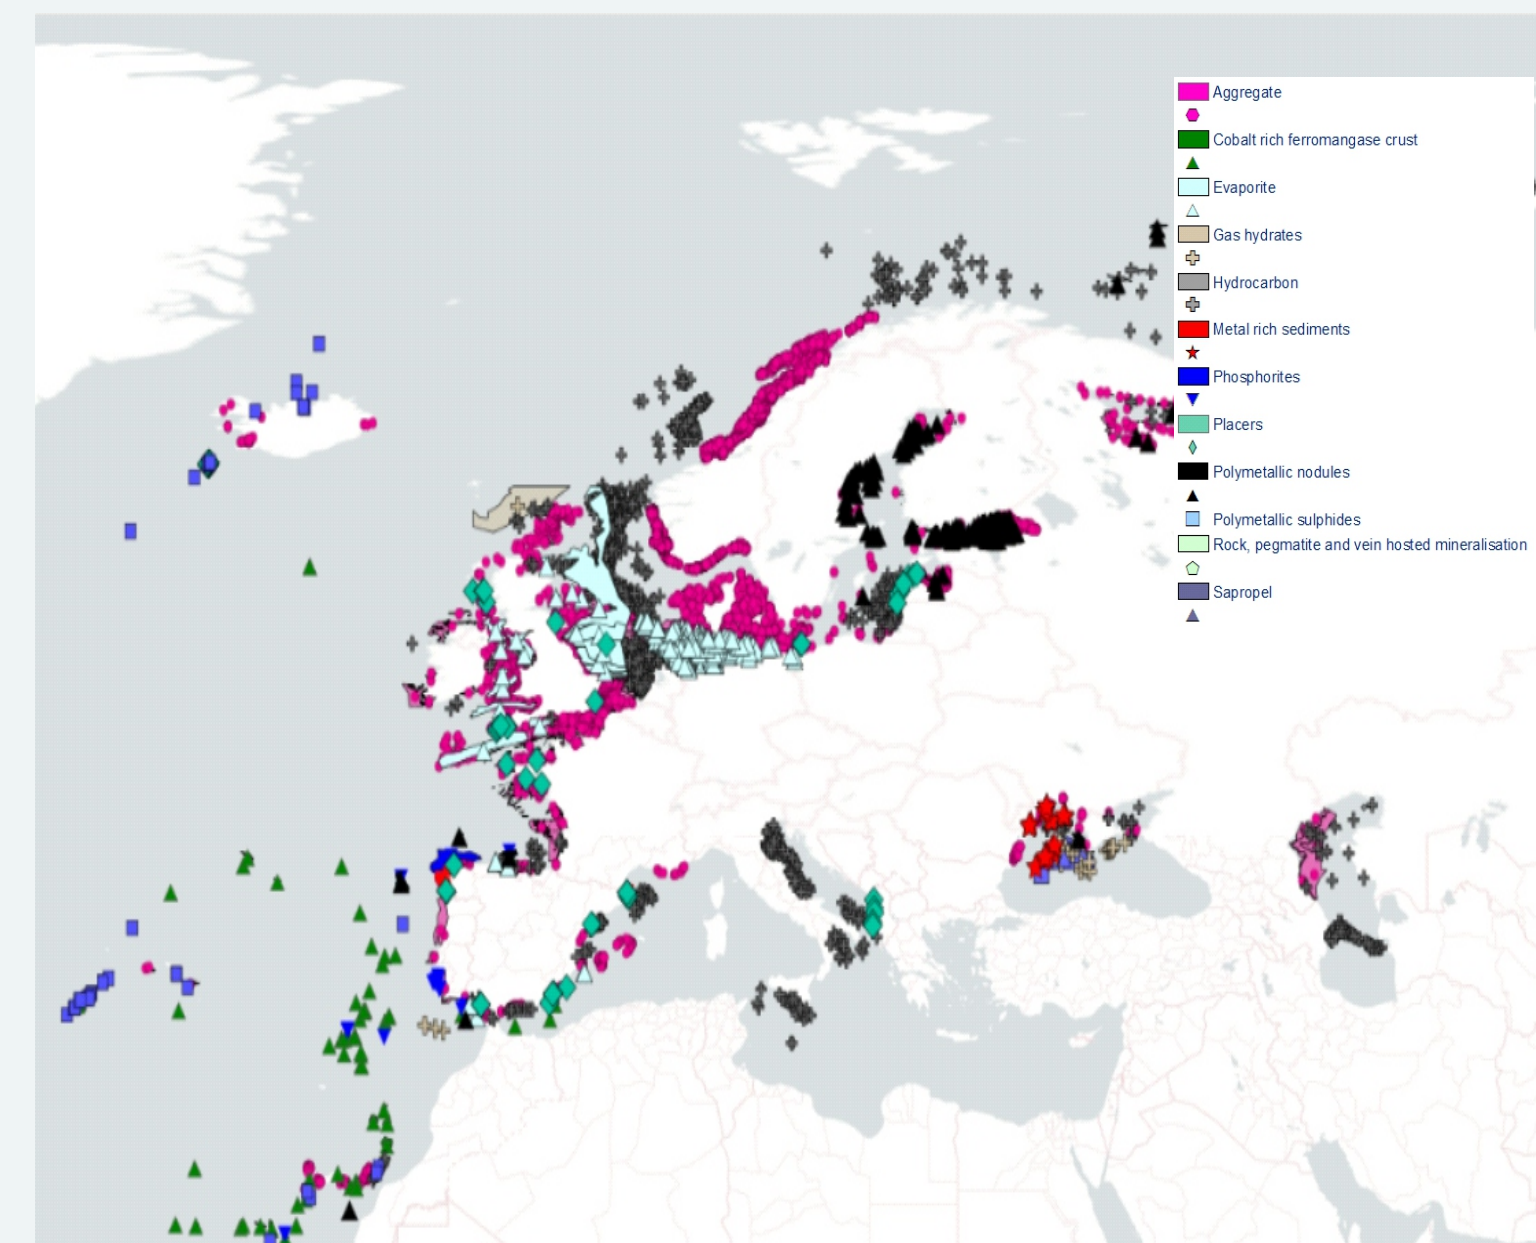 Aggregate
Cobalt rich ferromangase crust
Evaporite
Gas hydrates
Hydrocarbon
Metal rich sediments
Phosphorites
Placers
Polymetallic nodules
Polymetallic sulphides
Rock, pegmatite and vein hosted mineralisation
Sapropel